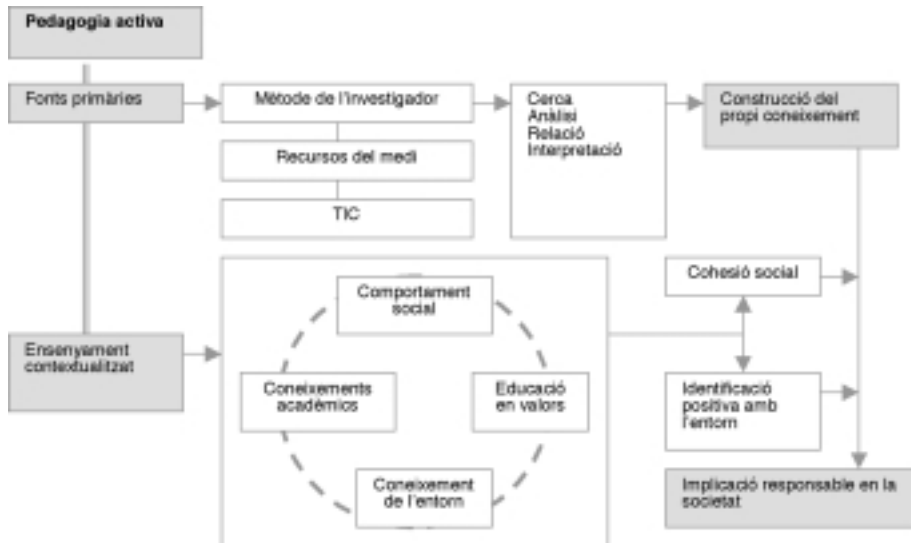 Pedagogia activa
Fonts primàries
Mètode de l'investigador
Recursos del medi
TIC
Cerca
Anàlisi
Relació
Interpretació
Construcció del
propi coneixement
Ensenyament
contextualitzat
Comportament
social
Coneixements
acadèmics
Educació
en valors
Coneixement
de l'entorn
Cohesió social
Identificació
positiva amb
l'entorn
Implicació responsable en la
societat